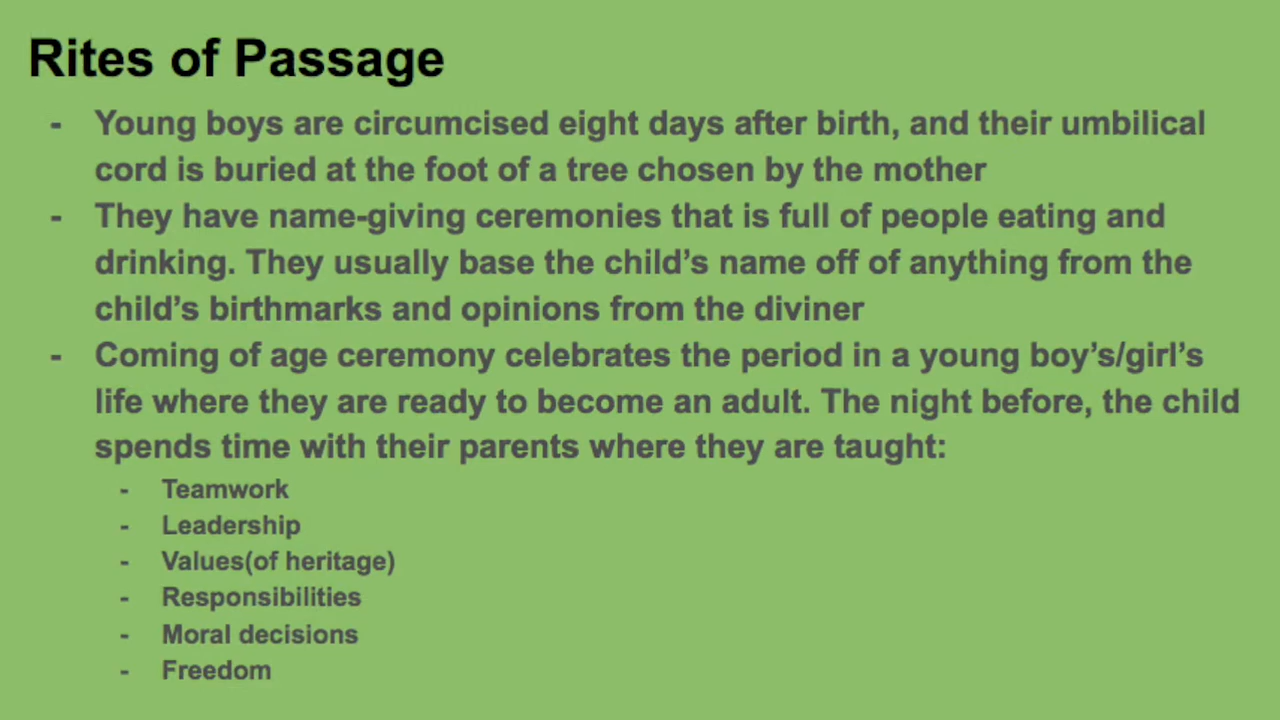 Rites of Passage
- Young boys are circumcised eight days after birth, and their umbilical
cord is buried at the foot of a tree chosen by the mother
- They have name-giving ceremonies that is full of people eating and
drinking. They usually base the child’s name off of anything from the
child’s birthmarks and opinions from the diviner
- Coming of age ceremony celebrates the period in a young boy’s/girl’s
life where they are ready to become an adult. The night before, the child
spends time with their parents where they are taught:
- Teamwork
- Leadership
- Values(of heritage)
- Responsibilities
- Moral decisions
- Freedom